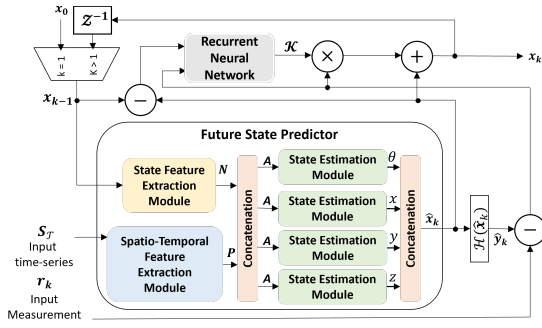 x₀
𝒵⁻¹
k = 1
k > 1
Recurrent
Neural
Network
𝒦
×
+
xₖ
xₖ₋₁
−
Future State Predictor
State Feature
Extraction
Module
N
Concatenation
A
State Estimation
Module
θ
A
State Estimation
Module
x
A
State Estimation
Module
y
A
State Estimation
Module
z
Concatenation
x̂ₖ
ℋ(x̂ₖ)
ŷₖ
−
S_𝒯
Input
time-series
Spatio-Temporal
Feature
Extraction
Module
P
rₖ
Input
Measurement